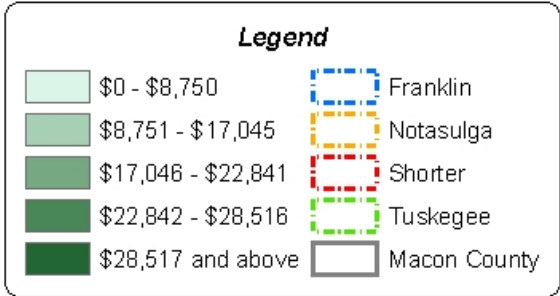 Legend
$0 - $8,750
$8,751 - $17,045
$17,046 - $22,841
$22,842 - $28,516
$28,517 and above
Franklin
Notasulga
Shorter
Tuskegee
Macon County